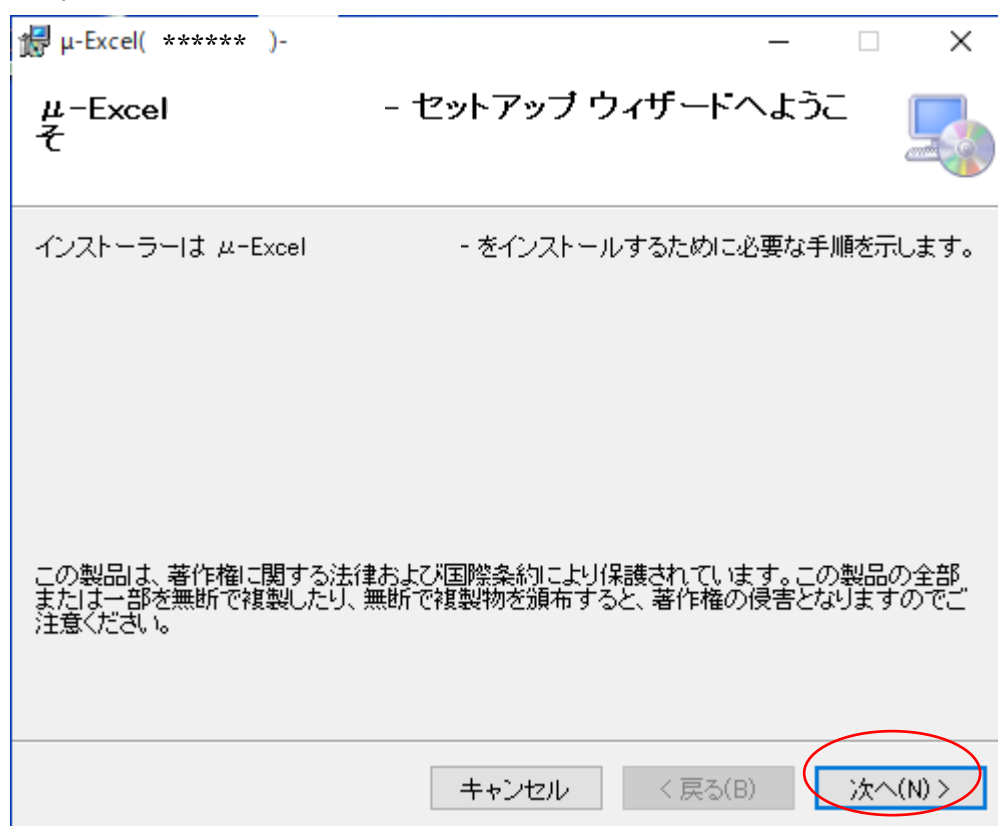 μ-Excel( ****** )-
μ-Excel - セットアップ ウィザードへようこ
そ
インストーラーは μ-Excel - をインストールするために必要な手順を示します。
この製品は、著作権に関する法律および国際条約により保護されています。この製品の全部
または一部を無断で複製したり、無断で複製物を頒布すると、著作権の侵害となりますのでご
注意ください。
キャンセル < 戻る(B) 次へ(N) >